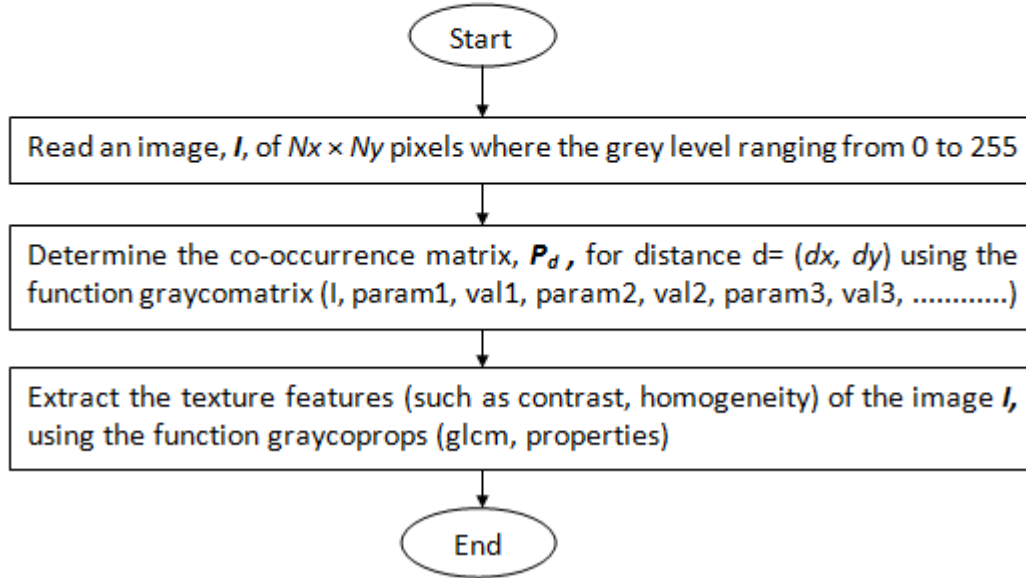 Start
Read an image, I, of Nx × Ny pixels where the grey level ranging from 0 to 255
Determine the co-occurrence matrix, Pd , for distance d= (dx, dy) using the
function graycomatrix (I, param1, val1, param2, val2, param3, val3, ............)
Extract the texture features (such as contrast, homogeneity) of the image I,
using the function graycoprops (glcm, properties)
End